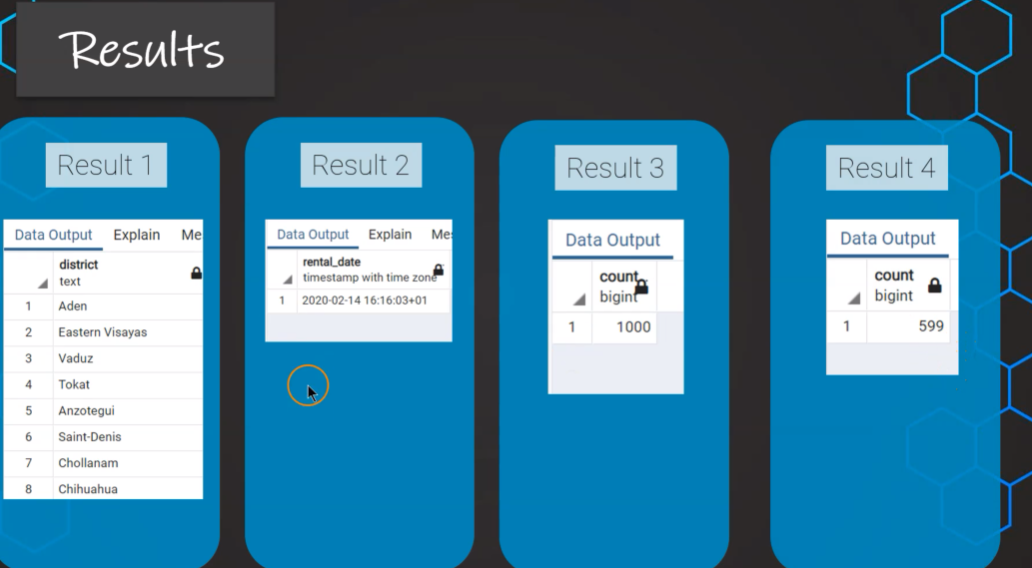 Results
Result 1
Data Output Explain Me
district
text
1 Aden
2 Eastern Visayas
3 Vaduz
4 Tokat
5 Anzotegui
6 Saint-Denis
7 Chollanam
8 Chihuahua
Result 2
Data Output Explain Me
rental_date
timestamp with time zone
1 2020-02-14 16:16:03+01
Result 3
Data Output
count
bigint
1 1000
Result 4
Data Output
count
bigint
1 599